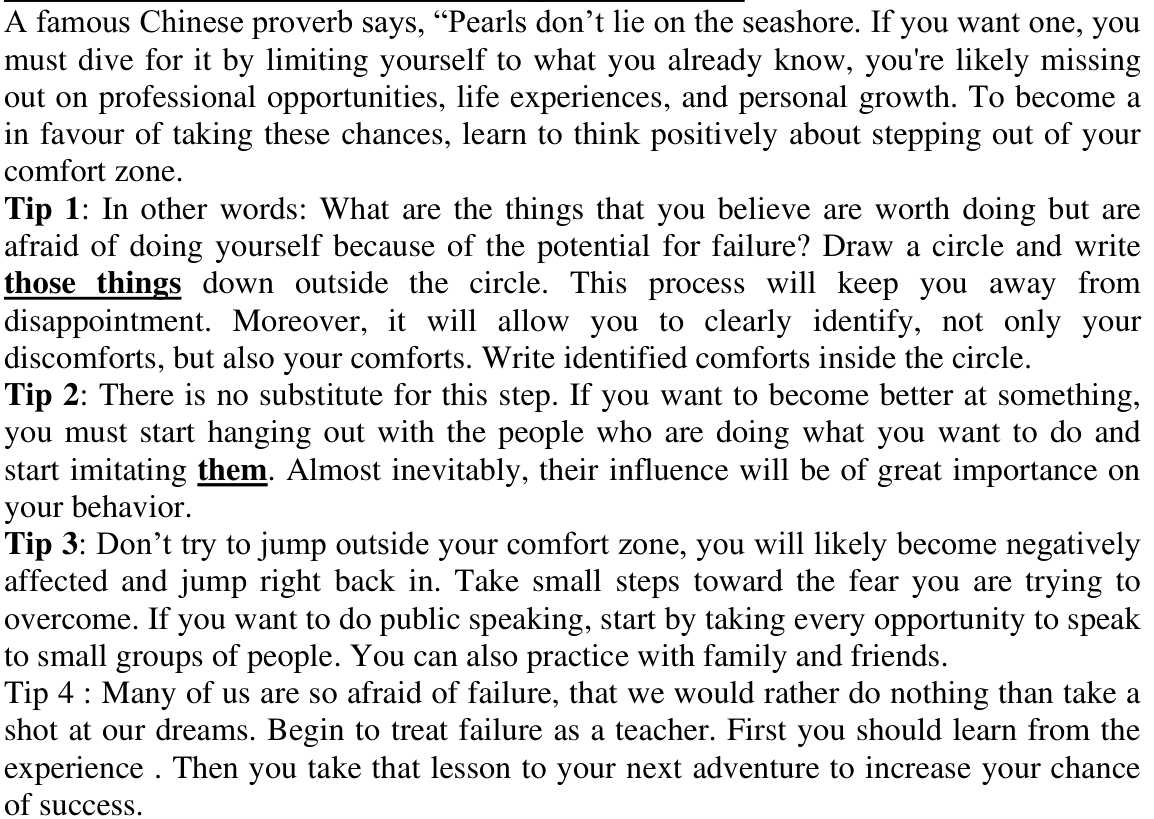 A famous Chinese proverb says, “Pearls don’t lie on the seashore. If you want one, you
must dive for it by limiting yourself to what you already know, you're likely missing
out on professional opportunities, life experiences, and personal growth. To become a
in favour of taking these chances, learn to think positively about stepping out of your
comfort zone.
Tip 1: In other words: What are the things that you believe are worth doing but are
afraid of doing yourself because of the potential for failure? Draw a circle and write
those things down outside the circle. This process will keep you away from
disappointment. Moreover, it will allow you to clearly identify, not only your
discomforts, but also your comforts. Write identified comforts inside the circle.
Tip 2: There is no substitute for this step. If you want to become better at something,
you must start hanging out with the people who are doing what you want to do and
start imitating them. Almost inevitably, their influence will be of great importance on
your behavior.
Tip 3: Don’t try to jump outside your comfort zone, you will likely become negatively
affected and jump right back in. Take small steps toward the fear you are trying to
overcome. If you want to do public speaking, start by taking every opportunity to speak
to small groups of people. You can also practice with family and friends.
Tip 4 : Many of us are so afraid of failure, that we would rather do nothing than take a
shot at our dreams. Begin to treat failure as a teacher. First you should learn from the
experience . Then you take that lesson to your next adventure to increase your chance
of success.